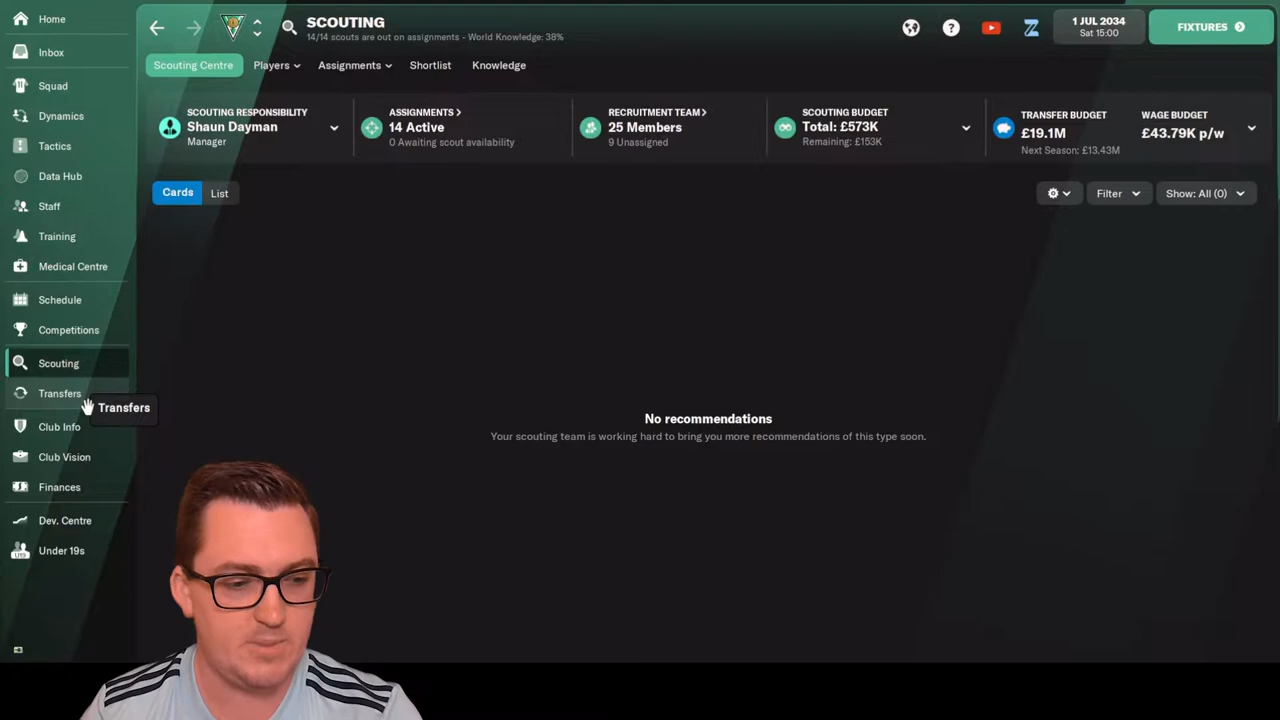 Home
Inbox
Squad
Dynamics
Tactics
Data Hub
Staff
Training
Medical Centre
Schedule
Competitions
Scouting
Transfers
Transfers
Club Info
Club Vision
Finances
Dev. Centre
Under 19s
U19
SCOUTING
14/14 scouts are out on assignments - World Knowledge: 38%
1 JUL 2034
Sat 15:00
FIXTURES
Scouting Centre
Players
Assignments
Shortlist
Knowledge
SCOUTING RESPONSIBILITY
Shaun Dayman
Manager
ASSIGNMENTS >
14 Active
0 Awaiting scout availability
RECRUITMENT TEAM >
25 Members
9 Unassigned
SCOUTING BUDGET
Total: £573K
Remaining: £153K
TRANSFER BUDGET
£19.1M
Next Season: £13.43M
WAGE BUDGET
£43.79K p/w
Cards
List
Filter
Show: All (0)
No recommendations
Your scouting team is working hard to bring you more recommendations of this type soon.